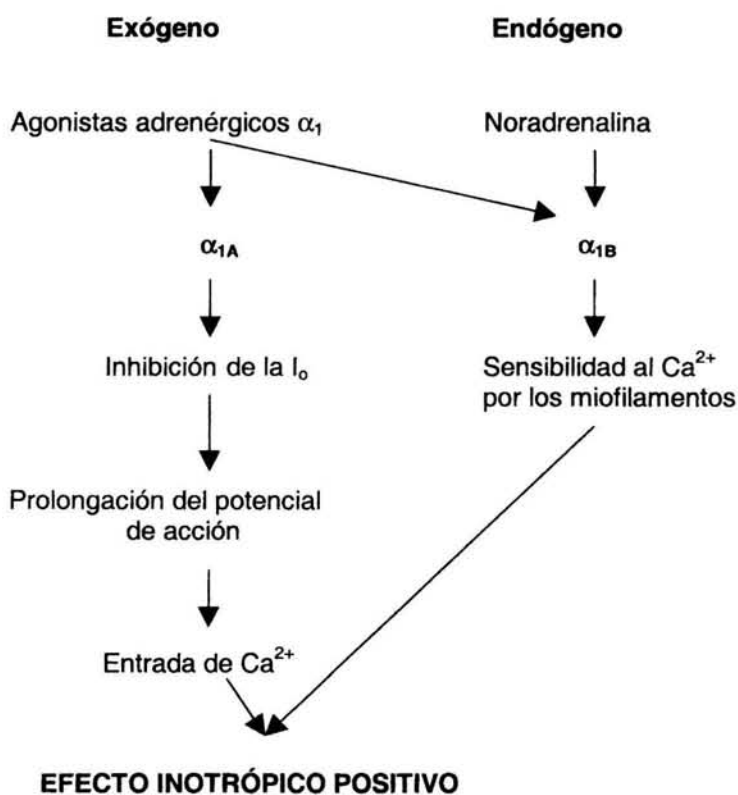 Exógeno
Endógeno
Agonistas adrenérgicos α₁
Noradrenalina
α₁A
α₁B
Inhibición de la Iₒ
Sensibilidad al Ca²⁺
por los miofilamentos
Prolongación del potencial
de acción
Entrada de Ca²⁺
EFECTO INOTRÓPICO POSITIVO